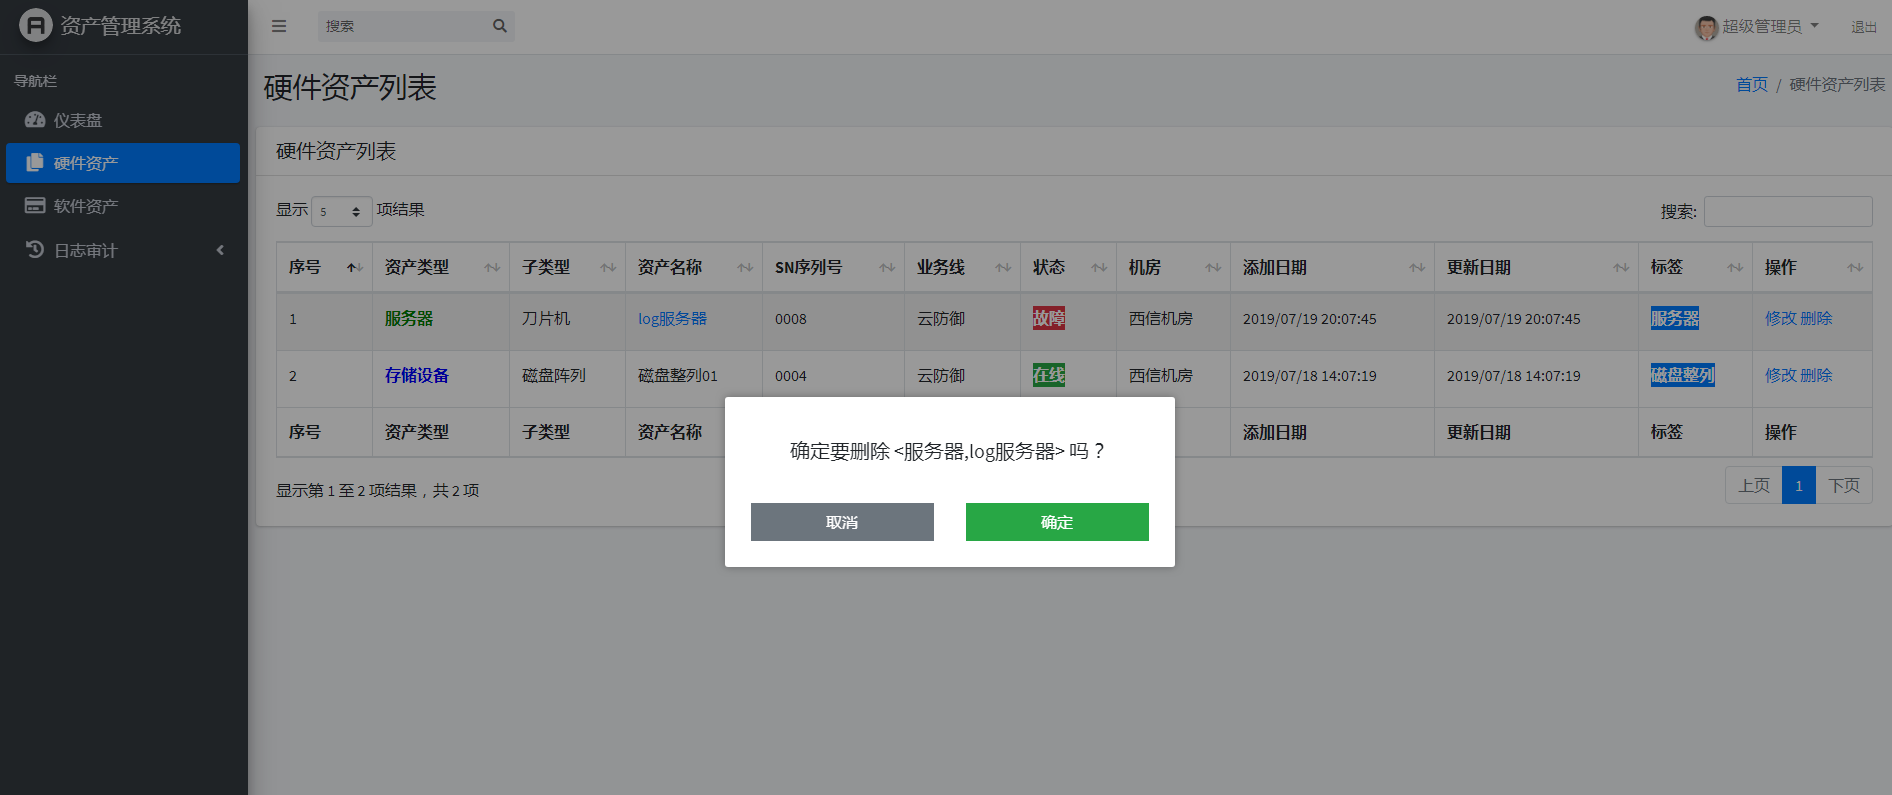 资产管理系统
搜索
超级管理员
退出
导航栏
仪表盘
硬件资产
软件资产
日志审计
硬件资产列表
首页 / 硬件资产列表
硬件资产列表
显示 5 项结果
搜索:
序号 资产类型 子类型 资产名称 SN序列号 业务线 状态 机房 添加日期 更新日期 标签 操作
1 服务器 刀片机 log服务器 0008 云防御 故障 西信机房 2019/07/19 20:07:45 2019/07/19 20:07:45 服务器 修改 删除
2 存储设备 磁盘阵列 磁盘整列01 0004 云防御 在线 西信机房 2019/07/18 14:07:19 2019/07/18 14:07:19 磁盘整列 修改 删除
序号 资产类型 子类型 资产名称 添加日期 更新日期 标签 操作
确定要删除 <服务器,log服务器> 吗？
取消 确定
显示第 1 至 2 项结果，共 2 项
上页 1 下页